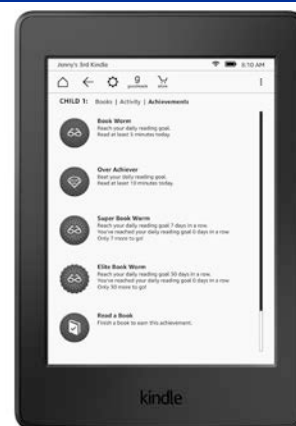 Jonny's 3rd Kindle 8:10 AM
goodreads
CHILD 1: Books | Activity | Achievements
Book Worm
Reach your daily reading goal.
Read at least 5 minutes today.
Over Achiever
Beat your daily reading goal.
Read at least 10 minutes today.
Super Book Worm
Reach your daily reading goal 7 days in a row.
You've reached your daily reading goal 0 days in a row
Only 7 more to go!
Elite Book Worm
Reach your daily reading goal 30 days in a row.
You've reached your daily reading goal 0 days in a row
Only 30 more to go!
Read a Book
Finish a book to earn this achievement.
kindle